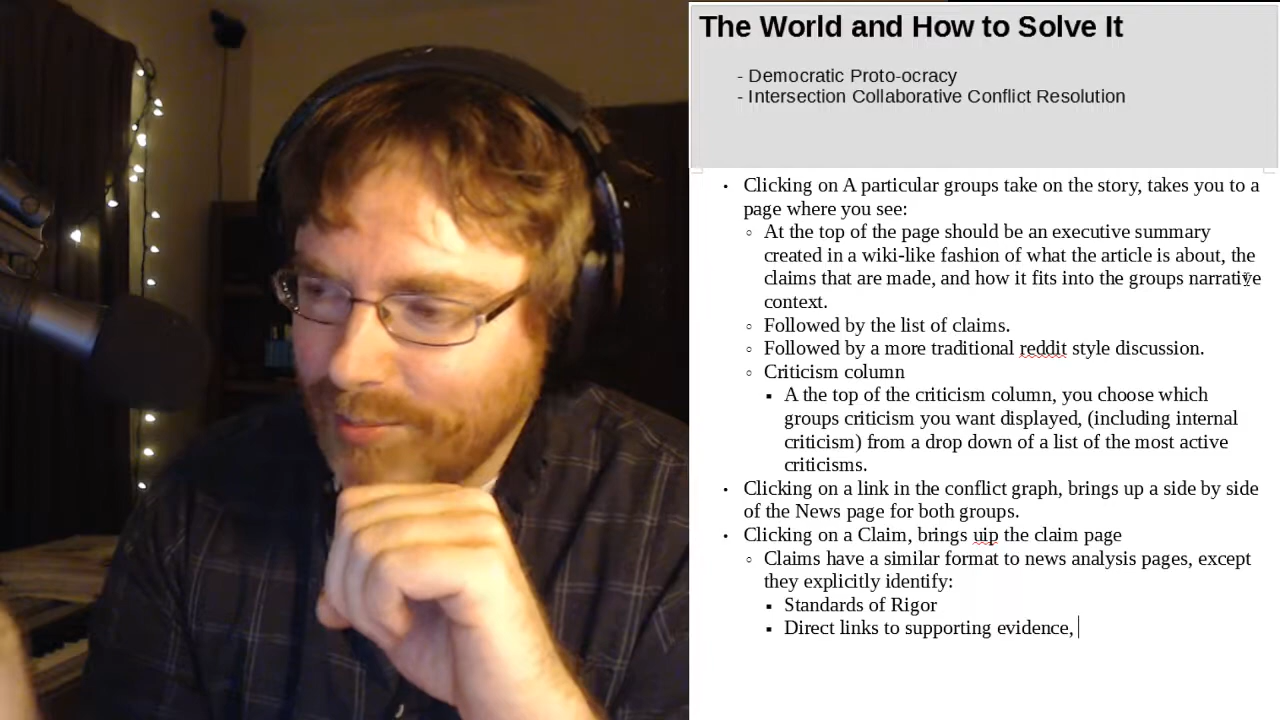 The World and How to Solve It
- Democratic Proto-ocracy
- Intersection Collaborative Conflict Resolution
• Clicking on A particular groups take on the story, takes you to a
page where you see:
◦ At the top of the page should be an executive summary
created in a wiki-like fashion of what the article is about, the
claims that are made, and how it fits into the groups narrative
context.
◦ Followed by the list of claims.
◦ Followed by a more traditional reddit style discussion.
◦ Criticism column
▪ A the top of the criticism column, you choose which
groups criticism you want displayed, (including internal
criticism) from a drop down of a list of the most active
criticisms.
• Clicking on a link in the conflict graph, brings up a side by side
of the News page for both groups.
• Clicking on a Claim, brings uip the claim page
◦ Claims have a similar format to news analysis pages, except
they explicitly identify:
▪ Standards of Rigor
▪ Direct links to supporting evidence,